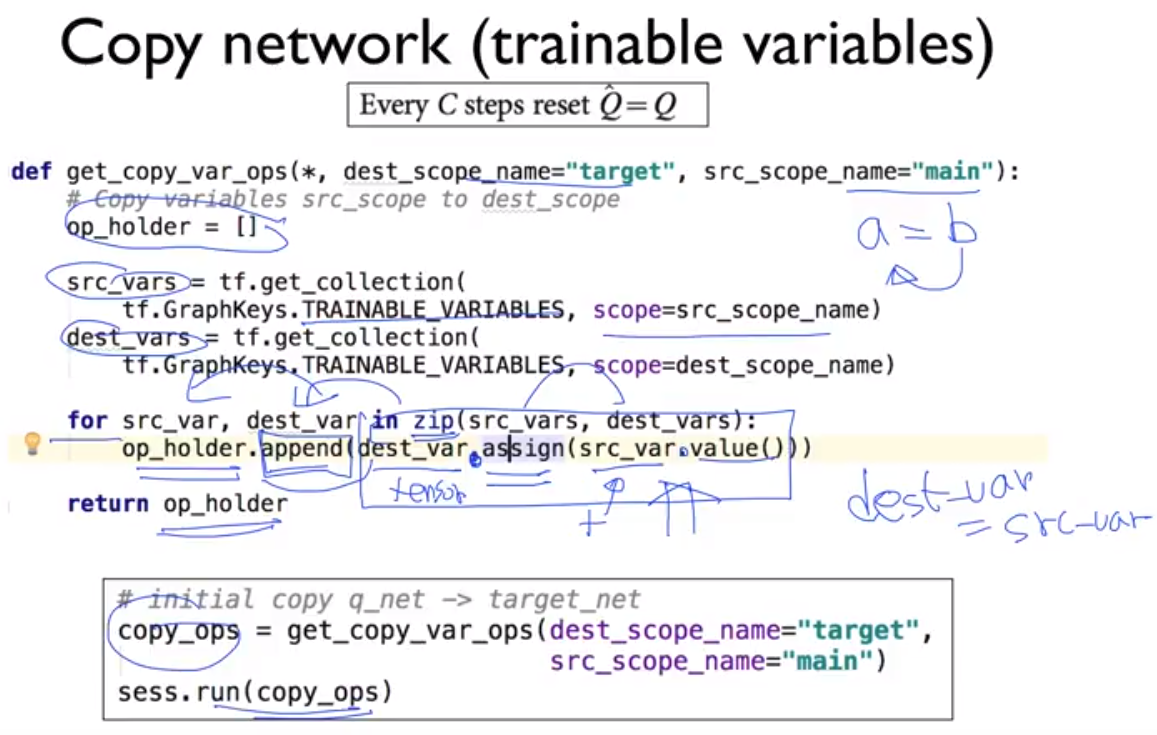 Copy network (trainable variables)
Every C steps reset Q̂ = Q
def get_copy_var_ops(*, dest_scope_name="target", src_scope_name="main"):
# Copy variables src_scope to dest_scope
op_holder = []
a = b
src_vars = tf.get_collection(
tf.GraphKeys.TRAINABLE_VARIABLES, scope=src_scope_name)
dest_vars = tf.get_collection(
tf.GraphKeys.TRAINABLE_VARIABLES, scope=dest_scope_name)
for src_var, dest_var in zip(src_vars, dest_vars):
op_holder.append(dest_var.assign(src_var.value()))
tensor
return op_holder
dest-var
= src-var
# initial copy q_net -> target_net
copy_ops = get_copy_var_ops(dest_scope_name="target",
src_scope_name="main")
sess.run(copy_ops)